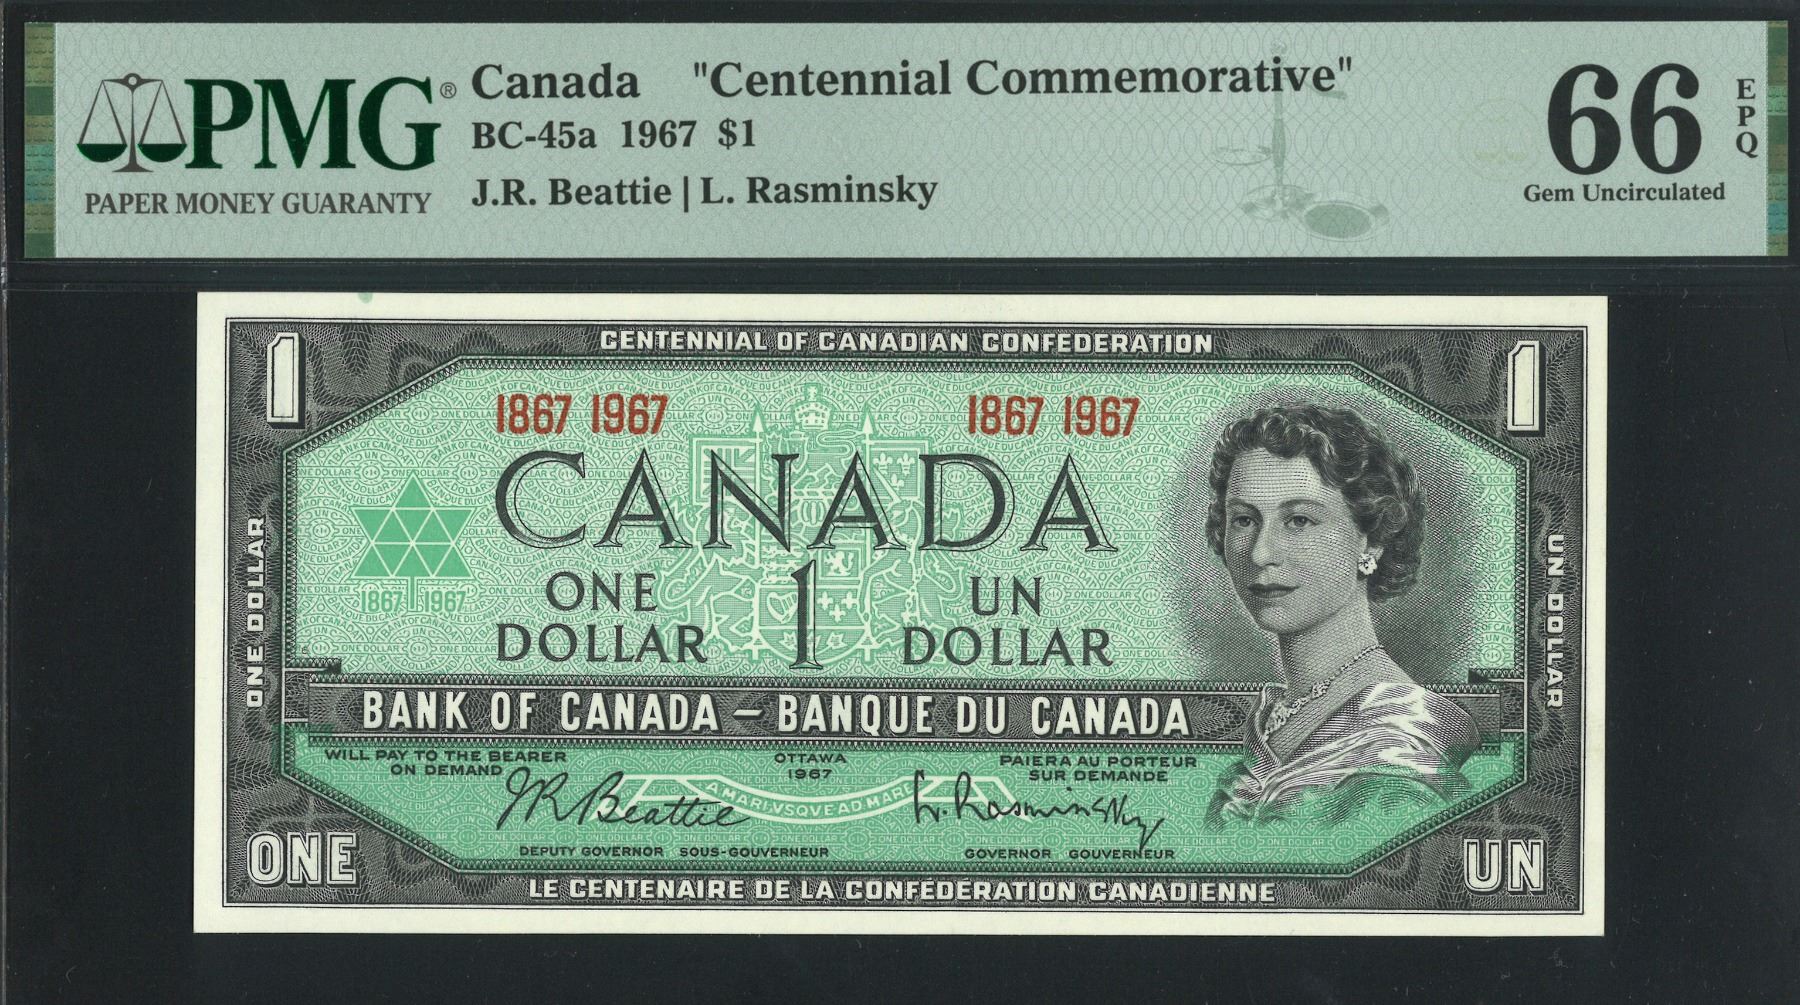 PMG®
PAPER MONEY GUARANTY
Canada "Centennial Commemorative"
BC-45a 1967 $1
J.R. Beattie | L. Rasminsky
66 EPQ
Gem Uncirculated
1
CENTENNIAL OF CANADIAN CONFEDERATION
1
1867 1967
1867 1967
CANADA
1867 1967
ONE DOLLAR
1
UN DOLLAR
ONE DOLLAR
UN DOLLAR
BANK OF CANADA – BANQUE DU CANADA
WILL PAY TO THE BEARER
ON DEMAND
OTTAWA
1967
PAIERA AU PORTEUR
SUR DEMANDE
JR Beattie
A MARI VSQVE AD MARE
L. Rasminsky
DEPUTY GOVERNOR SOUS-GOUVERNEUR
GOVERNOR GOUVERNEUR
ONE
UN
LE CENTENAIRE DE LA CONFÉDÉRATION CANADIENNE